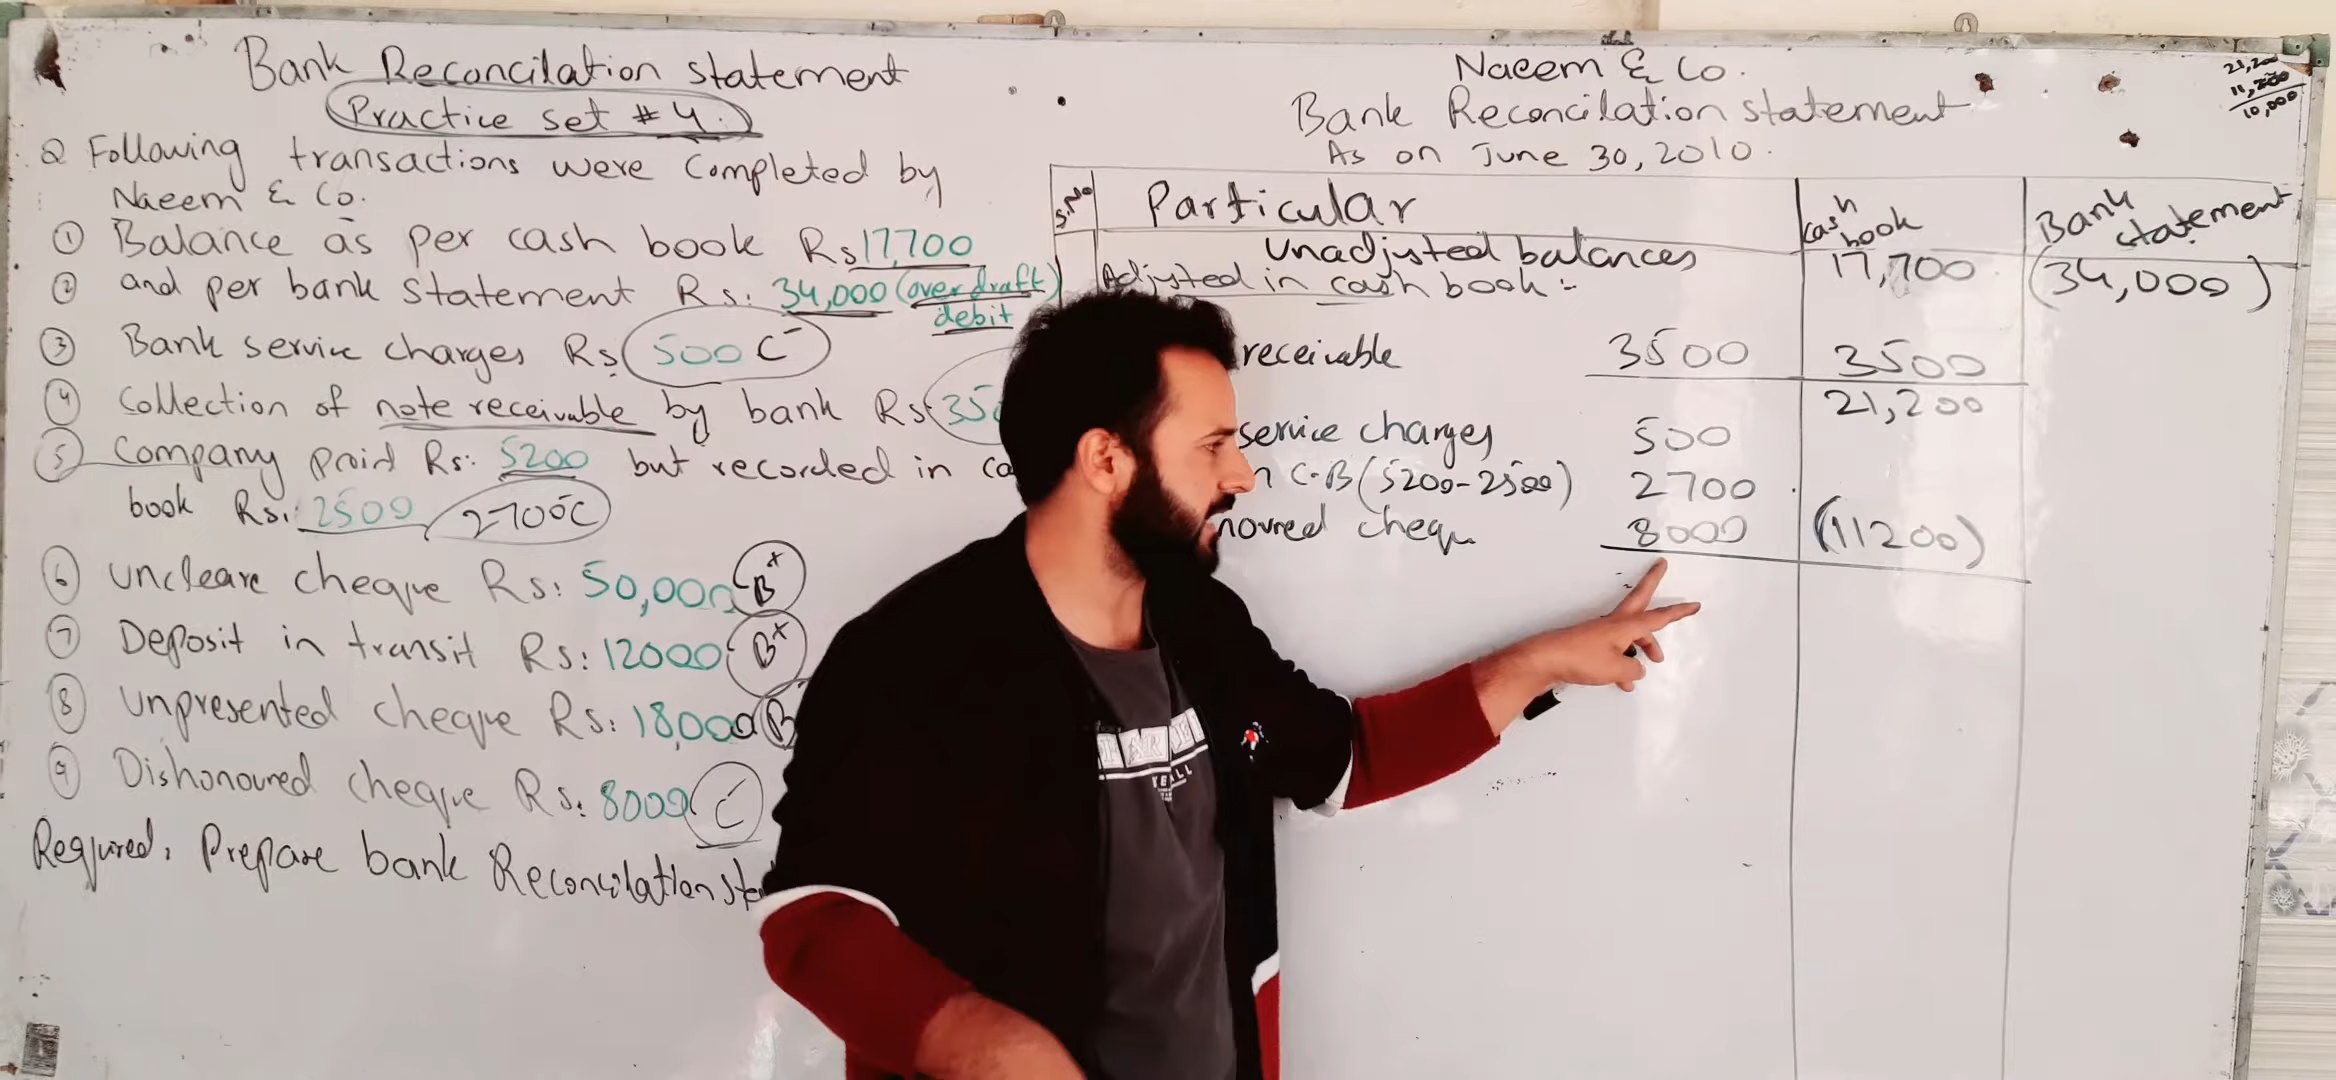 Bank Reconcilation statement
Practice set #4.
Q Following transactions were completed by
Naeem & Co.
① Balance as per cash book Rs 17,700
② and per bank statement Rs: 34,000 (overdraft)
debit
③ Bank service charges Rs 500 C-
④ Collection of note receivable by bank Rs 350
⑤ Company paid Rs: 5200 but recorded in ca
book Rs: 2500 2700 C
⑥ uncleare cheque Rs: 50,000 B+
⑦ Deposit in transit Rs: 12000 B+
⑧ unpresented cheque Rs: 18,000 B
⑨ Dishonoured cheque Rs: 8000 C-
Required: Prepare bank Reconcilation sta
Naeem & Co.
Bank Reconcilation statement
As on June 30, 2010.
21,200
11,200
10,000
S.No Particular Cash book Bank statement
Unadjusted balances 17,700 (34,000)
Adjusted in cash book :-
receivable 3500 3500
21,200
service charges 500
n C.B (5200-2500) 2700
noured cheque 8000 (11200)